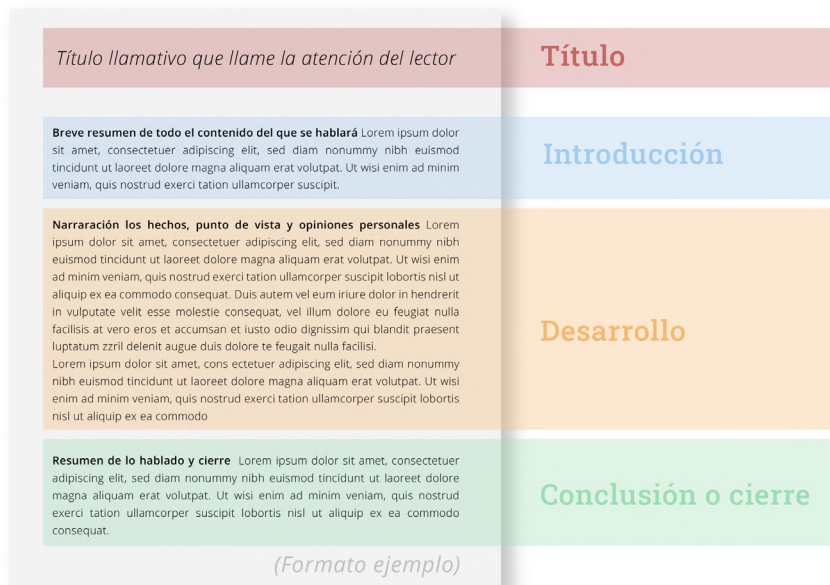 Título llamativo que llame la atención del lector
Título
Breve resumen de todo el contenido del que se hablará Lorem ipsum dolor
sit amet, consectetuer adipiscing elit, sed diam nonummy nibh euismod
tincidunt ut laoreet dolore magna aliquam erat volutpat. Ut wisi enim ad minim
veniam, quis nostrud exerci tation ullamcorper suscipit.
Introducción
Narraración los hechos, punto de vista y opiniones personales Lorem
ipsum dolor sit amet, consectetuer adipiscing elit, sed diam nonummy nibh
euismod tincidunt ut laoreet dolore magna aliquam erat volutpat. Ut wisi enim
ad minim veniam, quis nostrud exerci tation ullamcorper suscipit lobortis nisl ut
aliquip ex ea commodo consequat. Duis autem vel eum iriure dolor in hendrerit
in vulputate velit esse molestie consequat, vel illum dolore eu feugiat nulla
facilisis at vero eros et accumsan et iusto odio dignissim qui blandit praesent
luptatum zzril delenit augue duis dolore te feugait nulla facilisi.
Lorem ipsum dolor sit amet, cons ectetuer adipiscing elit, sed diam nonummy
nibh euismod tincidunt ut laoreet dolore magna aliquam erat volutpat. Ut wisi
enim ad minim veniam, quis nostrud exerci tation ullamcorper suscipit lobortis
nisl ut aliquip ex ea commodo
Desarrollo
Resumen de lo hablado y cierre Lorem ipsum dolor sit amet, consectetuer
adipiscing elit, sed diam nonummy nibh euismod tincidunt ut laoreet dolore
magna aliquam erat volutpat. Ut wisi enim ad minim veniam, quis nostrud
exerci tation ullamcorper suscipit lobortis nisl ut aliquip ex ea commodo
consequat.
Conclusión o cierre
(Formato ejemplo)